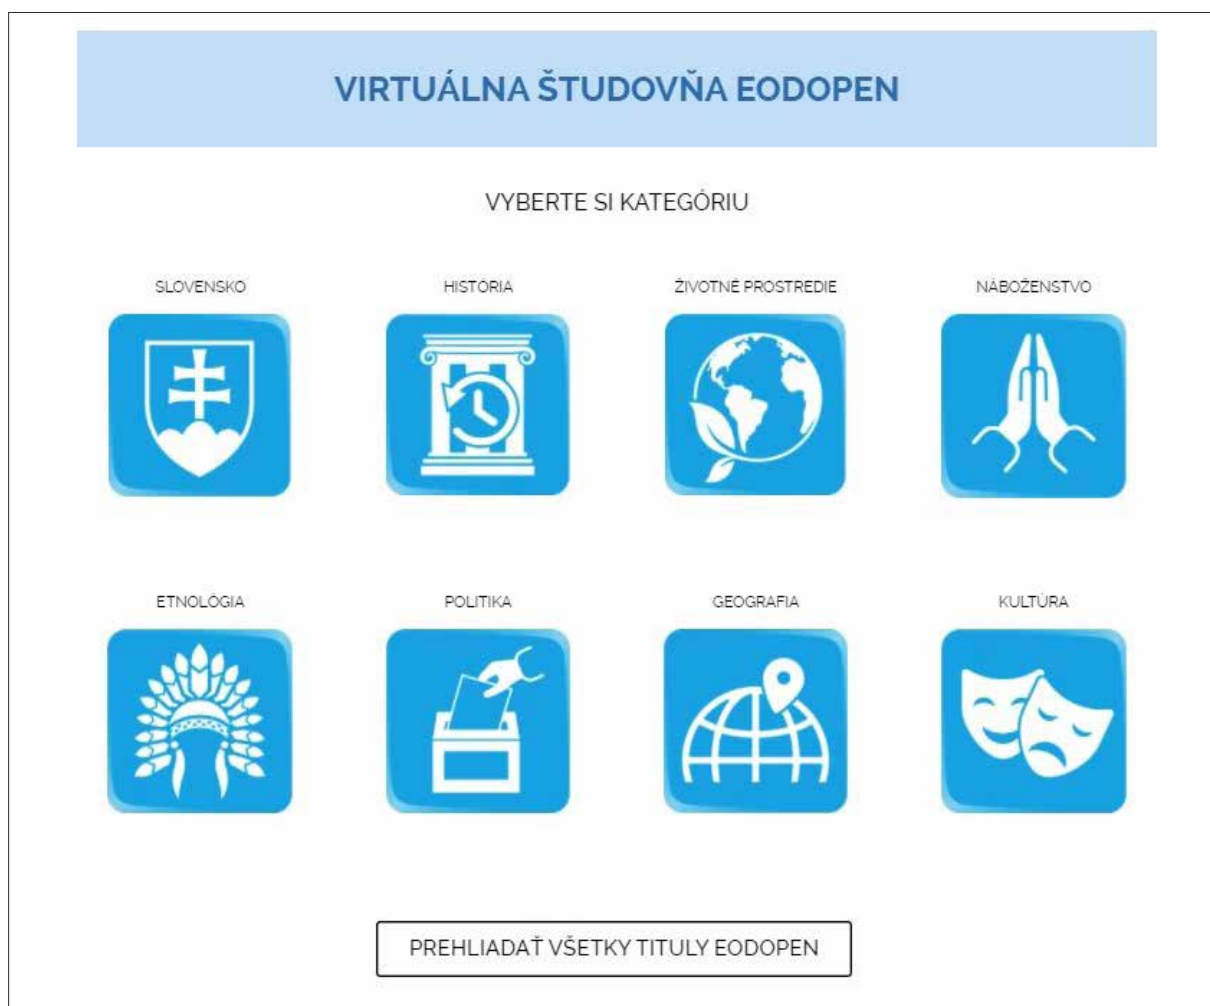 VIRTUÁLNA ŠTUDOVŇA EODOPEN
VYBERTE SI KATEGÓRIU
SLOVENSKO
HISTÓRIA
ŽIVOTNÉ PROSTREDIE
NÁBOŽENSTVO
ETNOLÓGIA
POLITIKA
GEOGRAFIA
KULTÚRA
PREHLIADAŤ VŠETKY TITULY EODOPEN